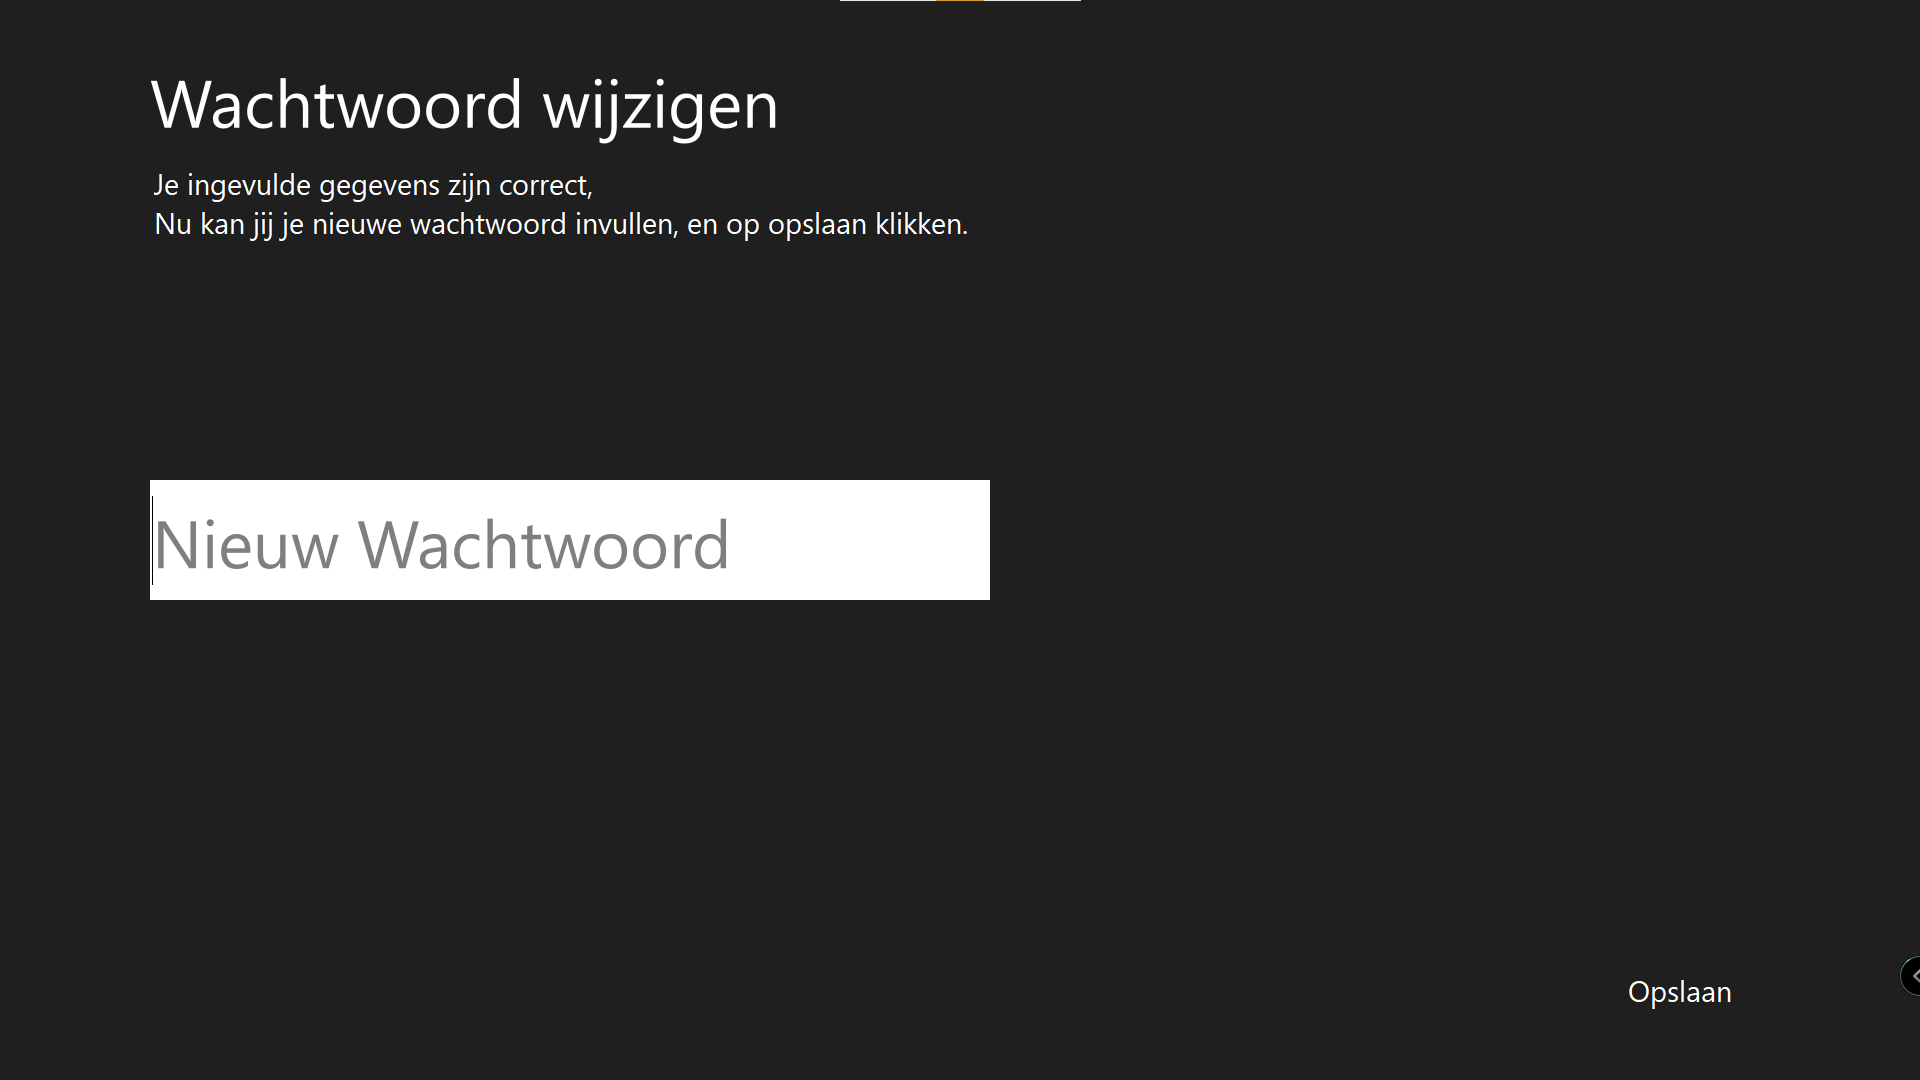 Wachtwoord wijzigen
Je ingevulde gegevens zijn correct,
Nu kan jij je nieuwe wachtwoord invullen, en op opslaan klikken.
Nieuw Wachtwoord
Opslaan